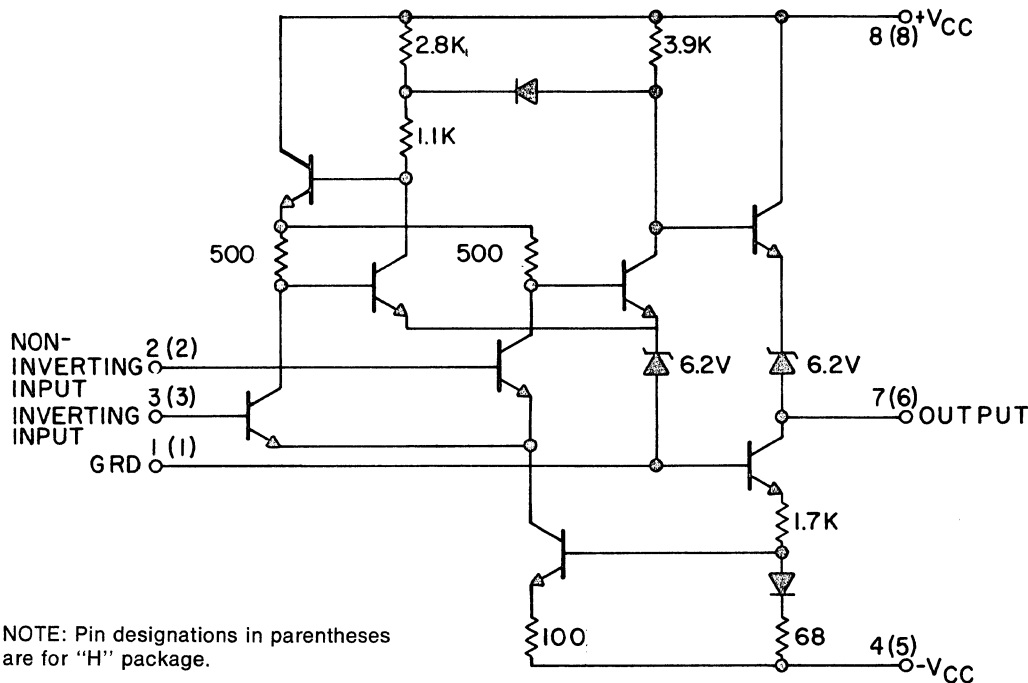 +VCC
8 (8)
2.8K
3.9K
1.1K
500
500
NON-
INVERTING
INPUT
2 (2)
6.2V
6.2V
3 (3)
INVERTING
INPUT
7 (6)
OUTPUT
1 (1)
GRD
1.7K
100
68
4 (5)
-VCC
NOTE: Pin designations in parentheses
are for "H" package.